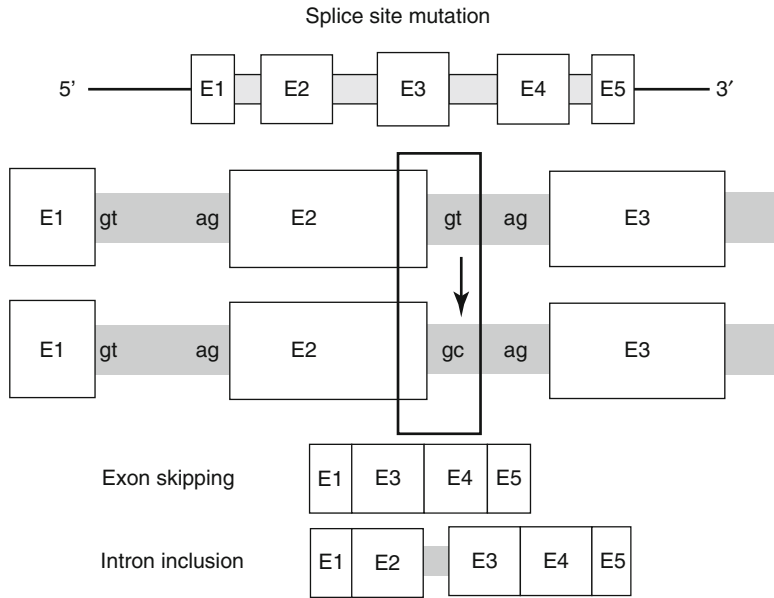 Splice site mutation
5’ E1 E2 E3 E4 E5 3′
E1 gt ag E2 gt ag E3
E1 gt ag E2 gc ag E3
Exon skipping E1 E3 E4 E5
Intron inclusion E1 E2 E3 E4 E5